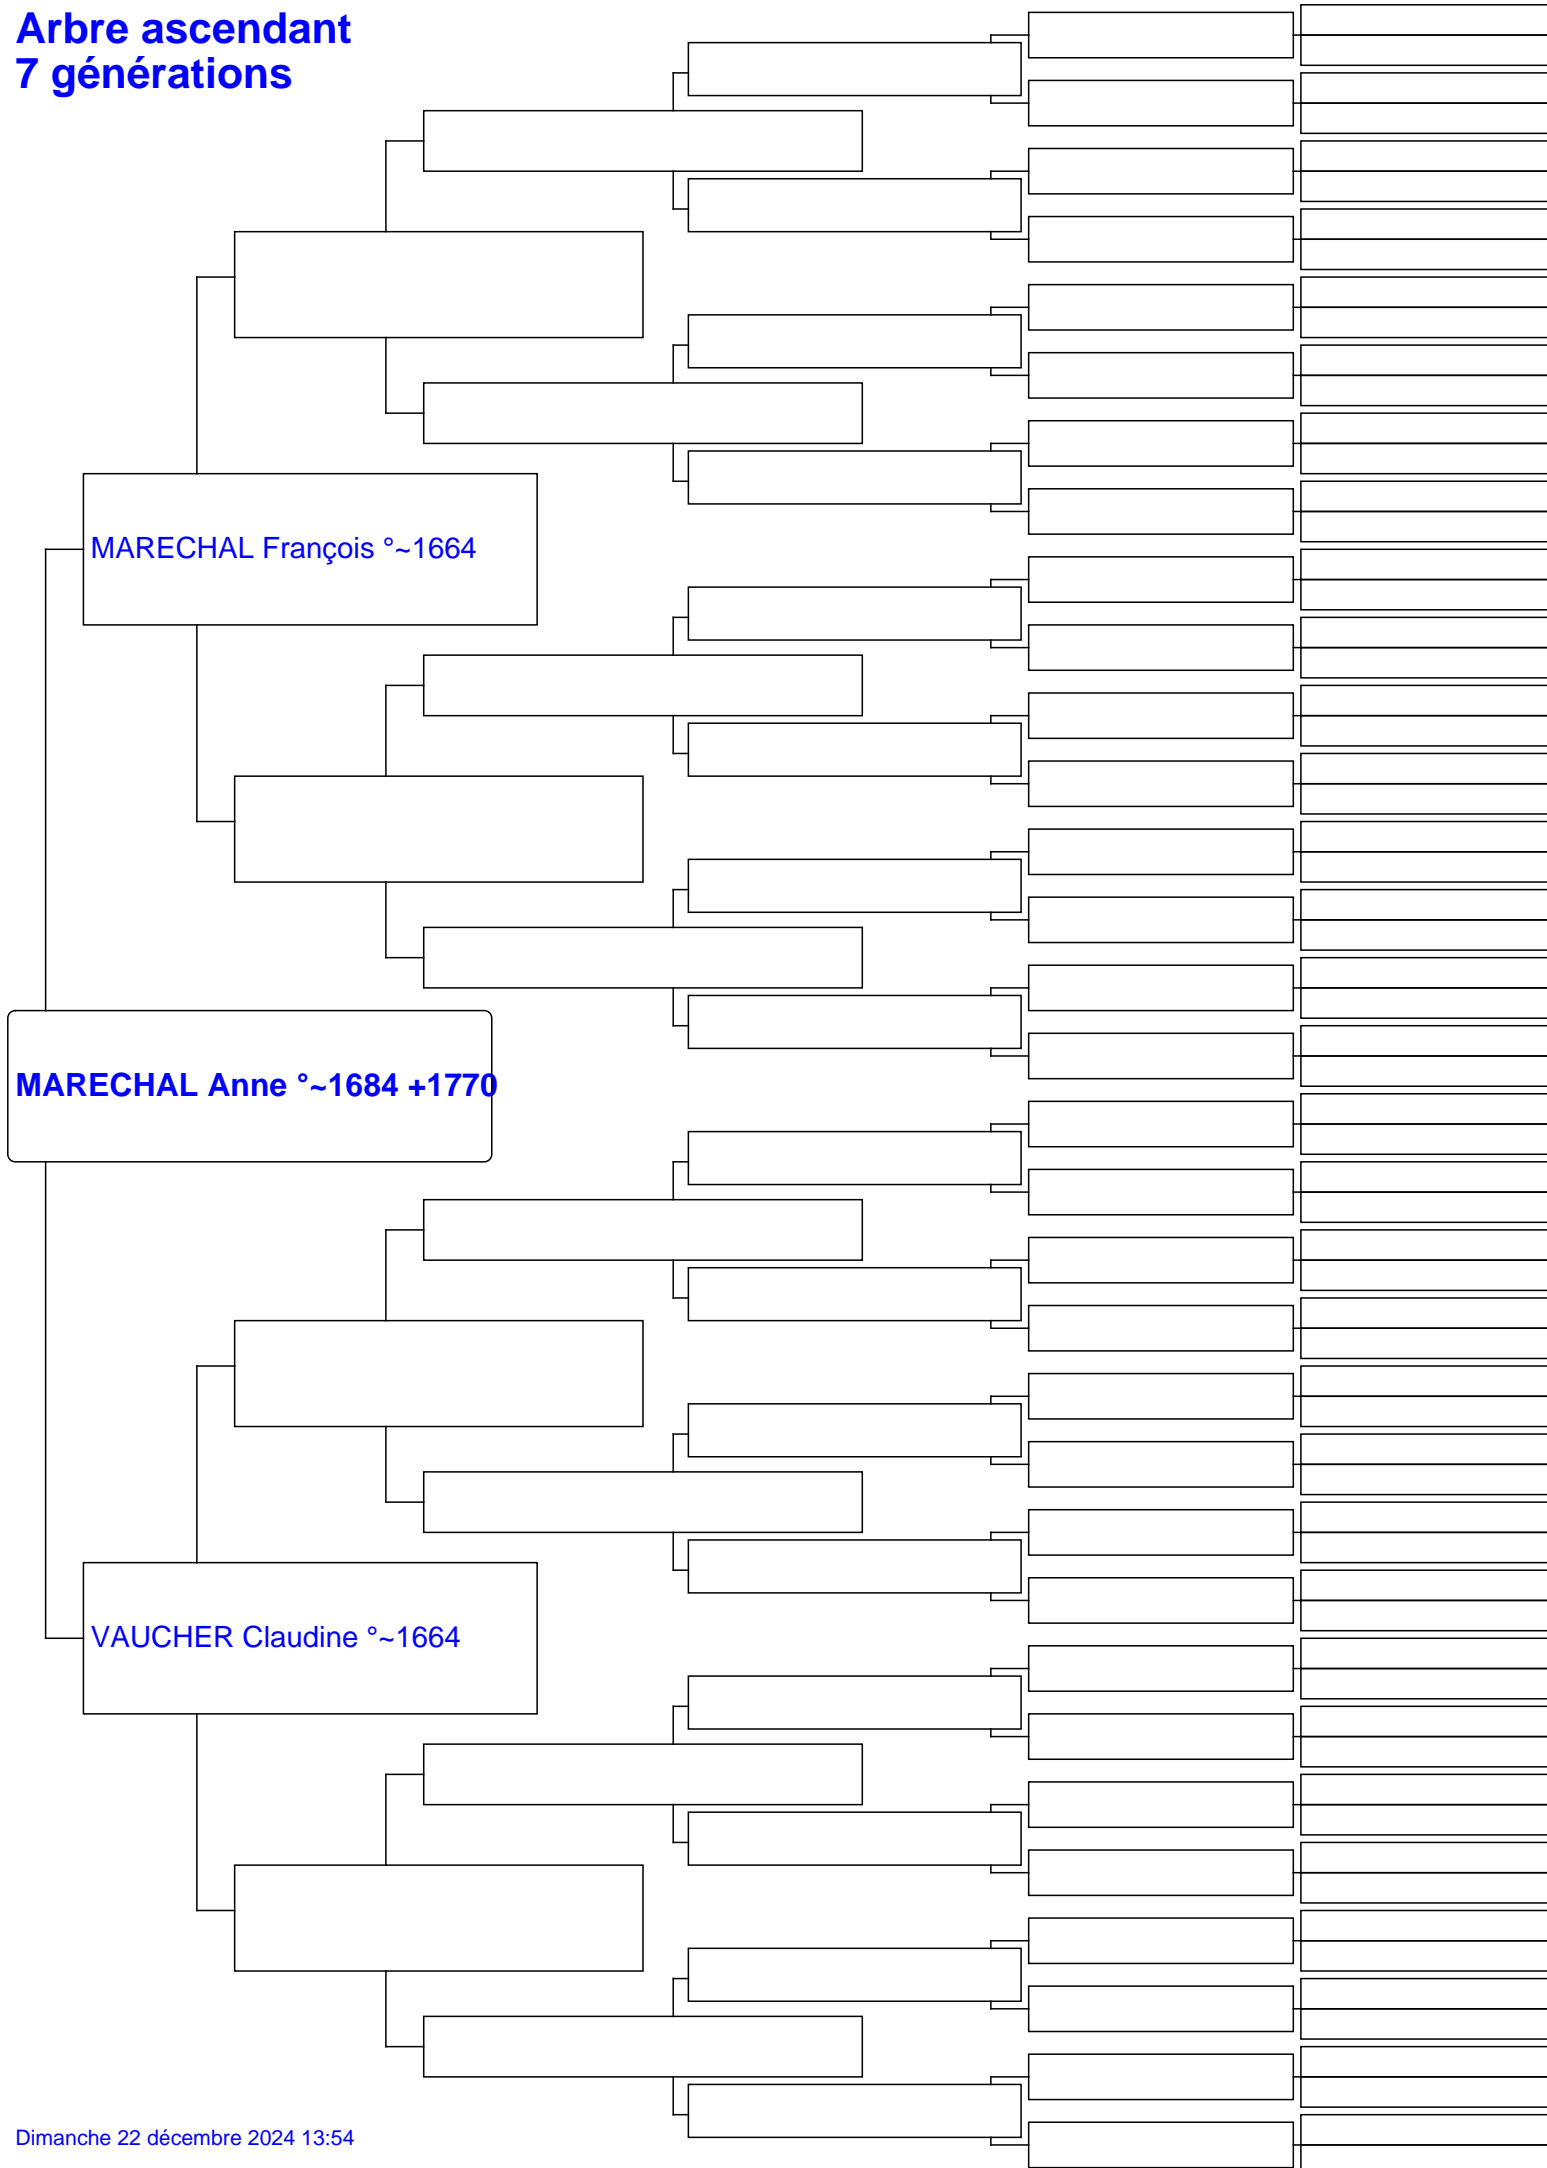 Arbre ascendant
7 générations
MARECHAL François °~1664
MARECHAL Anne °~1684 +1770
VAUCHER Claudine °~1664
Dimanche 22 décembre 2024 13:54